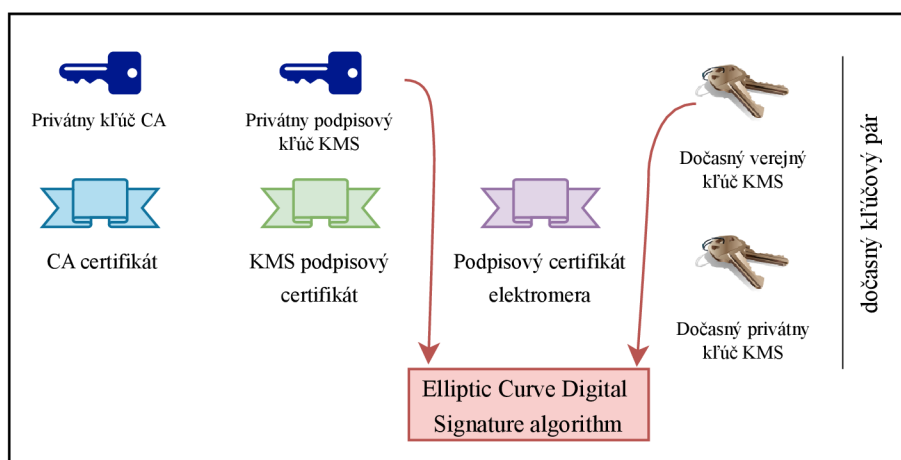 Privátny kľúč CA
Privátny podpisový
kľúč KMS
Dočasný verejný
kľúč KMS
CA certifikát
KMS podpisový
certifikát
Podpisový certifikát
elektromera
Dočasný privátny
kľúč KMS
dočasný kľúčový pár
Elliptic Curve Digital
Signature algorithm